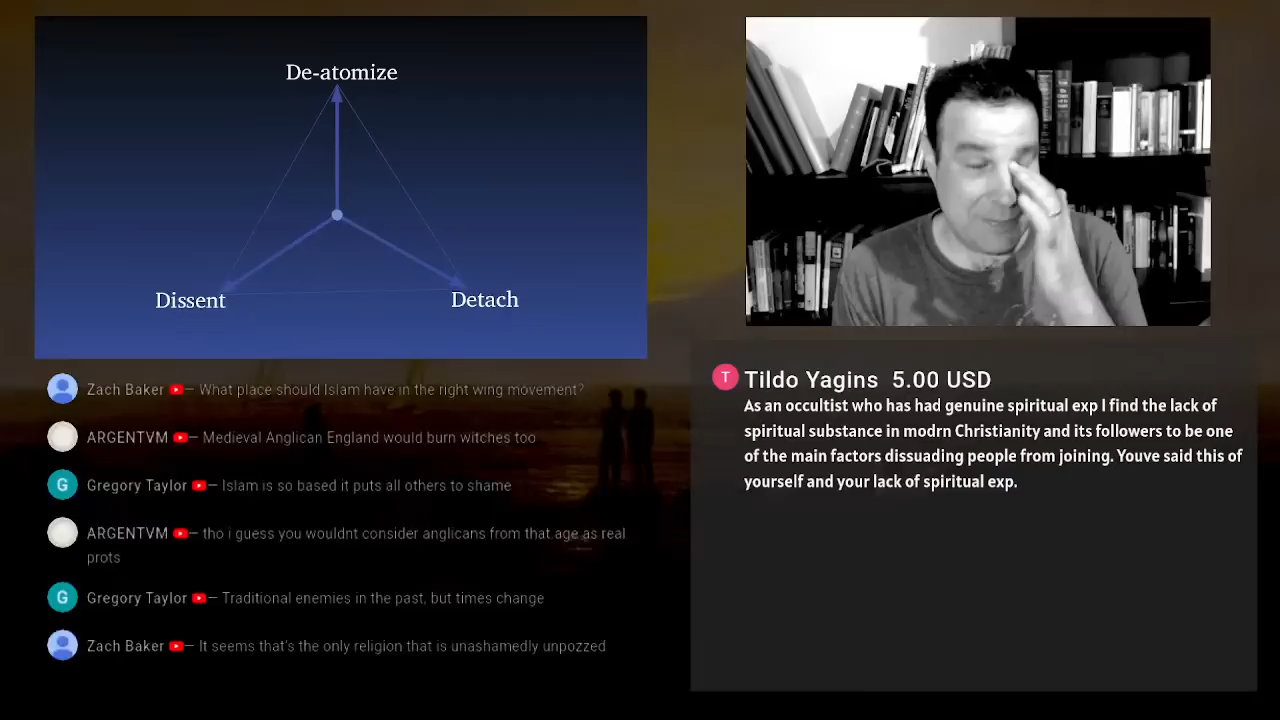 De-atomize
Dissent
Detach
Zach Baker — What place should Islam have in the right wing movement?
ARGENTVM — Medieval Anglican England would burn witches too
G
Gregory Taylor — Islam is so based it puts all others to shame
ARGENTVM — tho i guess you wouldnt consider anglicans from that age as real
prots
G
Gregory Taylor — Traditional enemies in the past, but times change
Zach Baker — It seems that's the only religion that is unashamedly unpozzed
T
Tildo Yagins 5.00 USD
As an occultist who has had genuine spiritual exp I find the lack of
spiritual substance in modrn Christianity and its followers to be one
of the main factors dissuading people from joining. Youve said this of
yourself and your lack of spiritual exp.